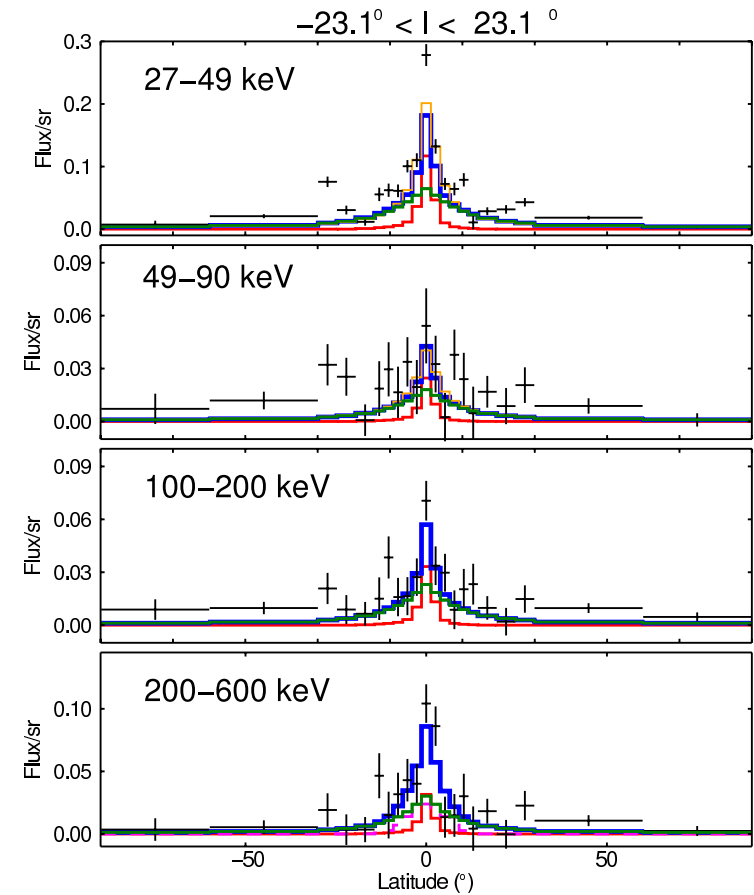 −23.1° < l < 23.1 °
0.3
27−49 keV
0.2
Flux/sr
0.1
0.0
0.09
49−90 keV
0.06
Flux/sr
0.03
0.00
0.09
100−200 keV
0.06
Flux/sr
0.03
0.00
200−600 keV
0.10
Flux/sr
0.05
0.00
−50 0 50
Latitude (°)